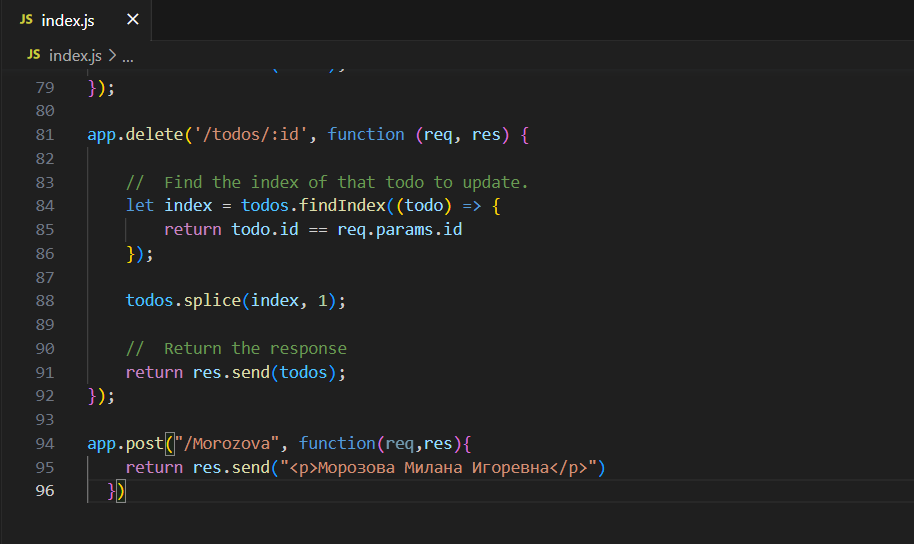 JS index.js ×
JS index.js > ...
79 });
80
81 app.delete('/todos/:id', function (req, res) {
82
83     //  Find the index of that todo to update.
84     let index = todos.findIndex((todo) => {
85         return todo.id == req.params.id
86     });
87
88     todos.splice(index, 1);
89
90     //  Return the response
91     return res.send(todos);
92 });
93
94 app.post("/Morozova", function(req,res){
95     return res.send("<p>Морозова Милана Игоревна</p>")
96   })